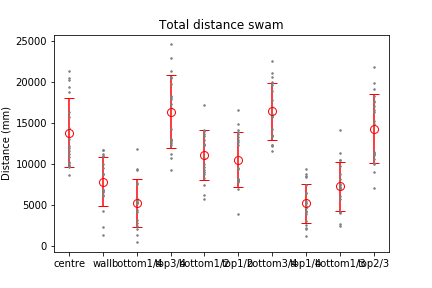 Total distance swam
Distance (mm)
25000
20000
15000
10000
5000
0
centre wall bottom1/4 top3/4 bottom1/2 top1/2 bottom3/4 top1/4 bottom1/3 top2/3